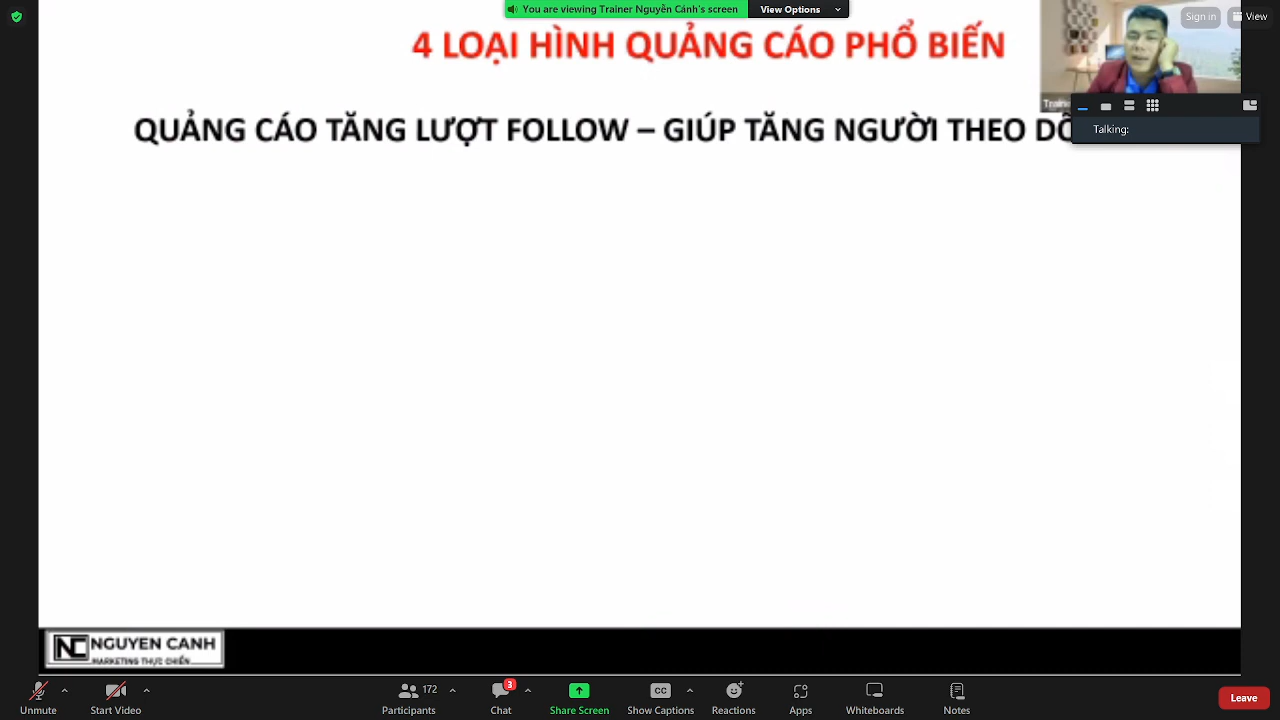 You are viewing Trainer Nguyễn Cảnh's screen
View Options
Sign in
View
4 LOẠI HÌNH QUẢNG CÁO PHỔ BIẾN
QUẢNG CÁO TĂNG LƯỢT FOLLOW – GIÚP TĂNG NGƯỜI THEO
Talking:
NC NGUYEN CANH
MARKETING THỰC CHIẾN
Unmute
Start Video
172
Participants
3
Chat
Share Screen
CC
Show Captions
Reactions
Apps
Whiteboards
Notes
Leave